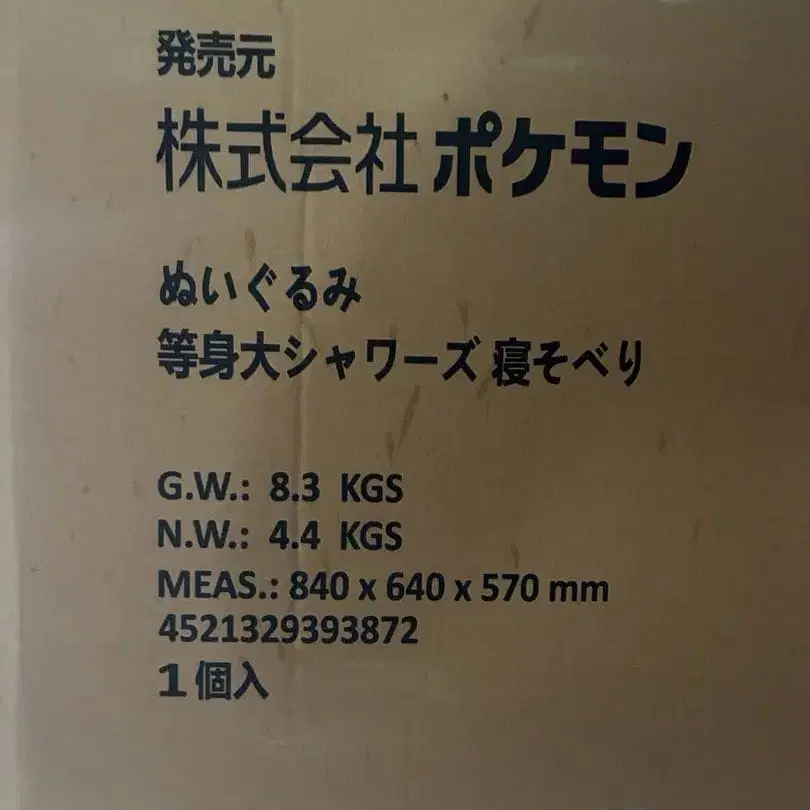 発売元
株式会社ポケモン
ぬいぐるみ
等身大シャワーズ 寝そべり
G.W.: 8.3 KGS
N.W.: 4.4 KGS
MEAS.: 840 x 640 x 570 mm
4521329393872
1個入